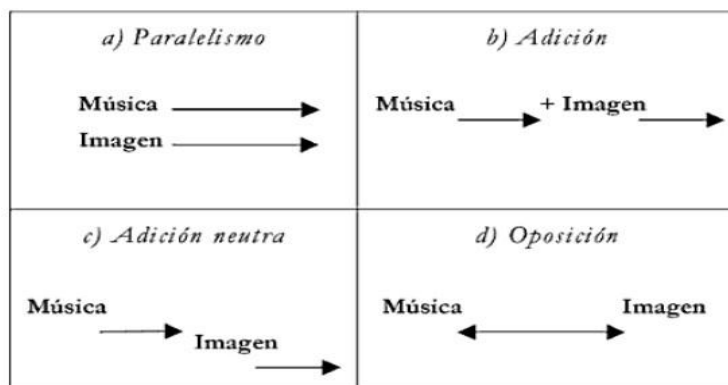 a) Paralelismo
Música
Imagen
b) Adición
Música + Imagen
c) Adición neutra
Música
Imagen
d) Oposición
Música Imagen